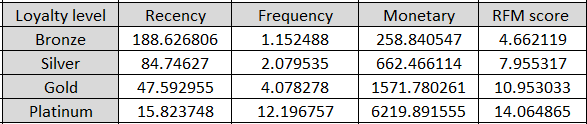 Loyalty level Recency Frequency Monetary RFM score
Bronze 188.626806 1.152488 258.840547 4.662119
Silver 84.74627 2.079535 662.466114 7.955317
Gold 47.592955 4.078278 1571.780261 10.953033
Platinum 15.823748 12.196757 6219.891555 14.064865